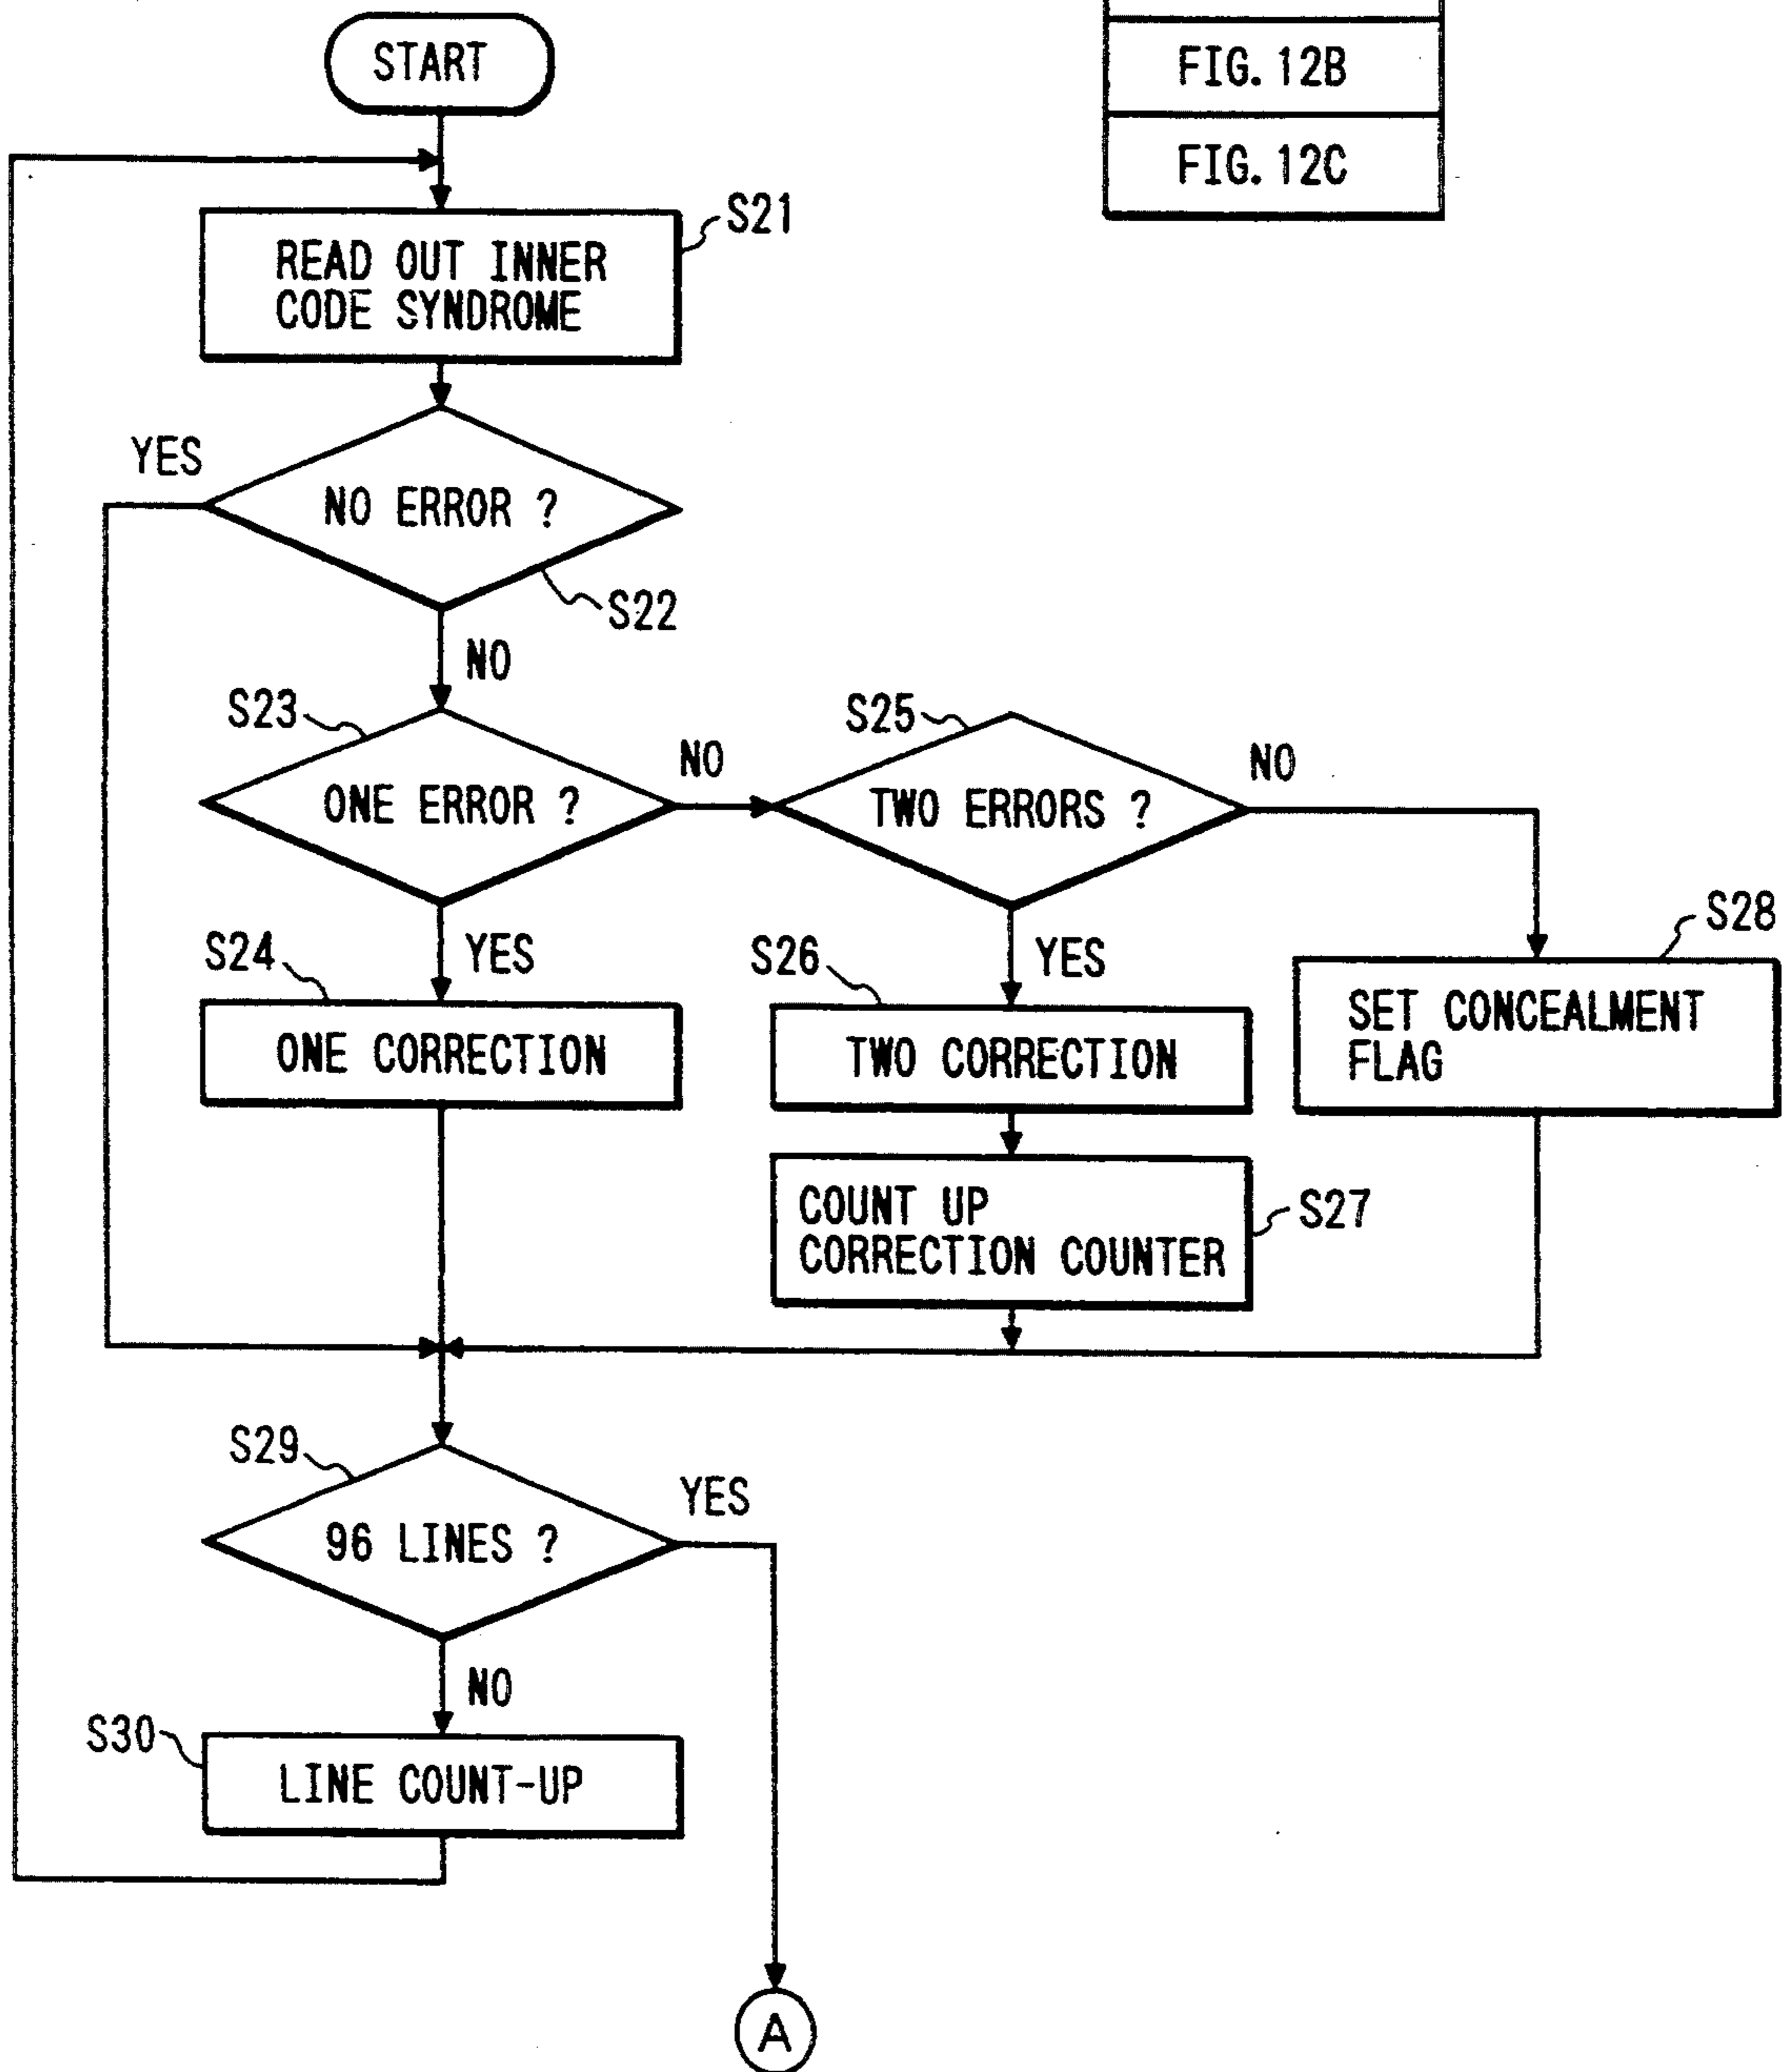 START
FIG. 12B
FIG. 12C
S21
READ OUT INNER
CODE SYNDROME
YES
NO ERROR ?
S22
NO
S23
ONE ERROR ?
NO
S25
TWO ERRORS ?
NO
S24
YES
ONE CORRECTION
S26
YES
TWO CORRECTION
S28
SET CONCEALMENT
FLAG
COUNT UP
CORRECTION COUNTER
S27
S29
96 LINES ?
YES
NO
S30
LINE COUNT-UP
A